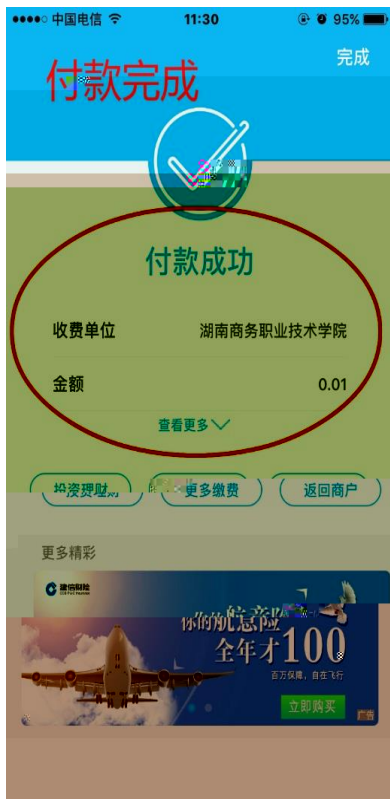 中国电信 11:30 95%
完成
付款完成
付款成功
收费单位 湖南商务职业技术学院
金额 0.01
查看更多
投资理财 更多缴费 返回商户
更多精彩
建信财险
你的航意险
全年才100
百万保障，自在飞行
立即购买
广告